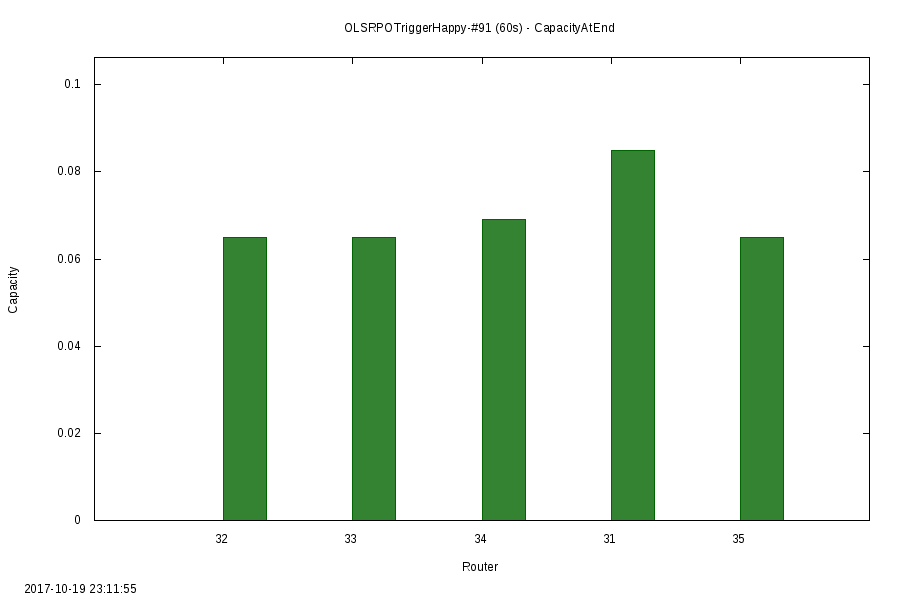 OLSRPOTriggerHappy-#91 (60s) - CapacityAtEnd
0.1
0.08
0.06
0.04
0.02
0
Capacity
32 33 34 31 35
Router
2017-10-19 23:11:55